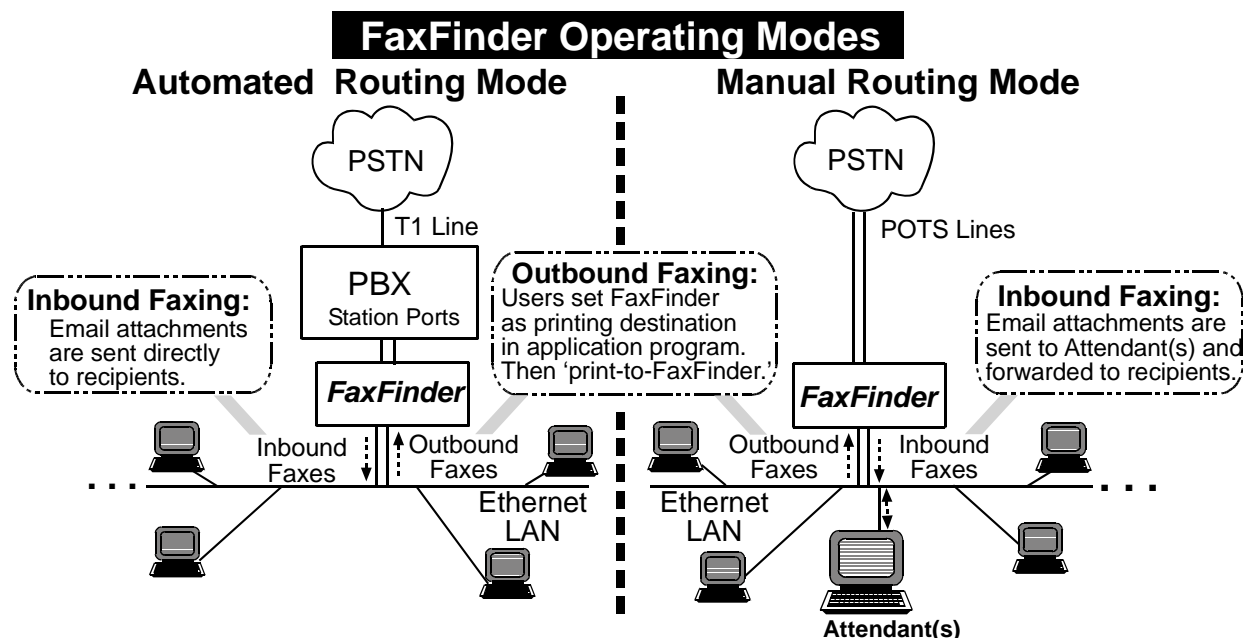 FaxFinder Operating Modes
Automated Routing Mode
PSTN
T1 Line
PBX
Station Ports
Inbound Faxing:
Email attachments
are sent directly
to recipients.
FaxFinder
Inbound
Faxes
Outbound
Faxes
. . .
Ethernet
LAN
Outbound Faxing:
Users set FaxFinder
as printing destination
in application program.
Then ‘print-to-FaxFinder.’
Manual Routing Mode
PSTN
POTS Lines
Inbound Faxing:
Email attachments are
sent to Attendant(s) and
forwarded to recipients.
FaxFinder
Outbound
Faxes
Inbound
Faxes
. . .
Ethernet
LAN
Attendant(s)